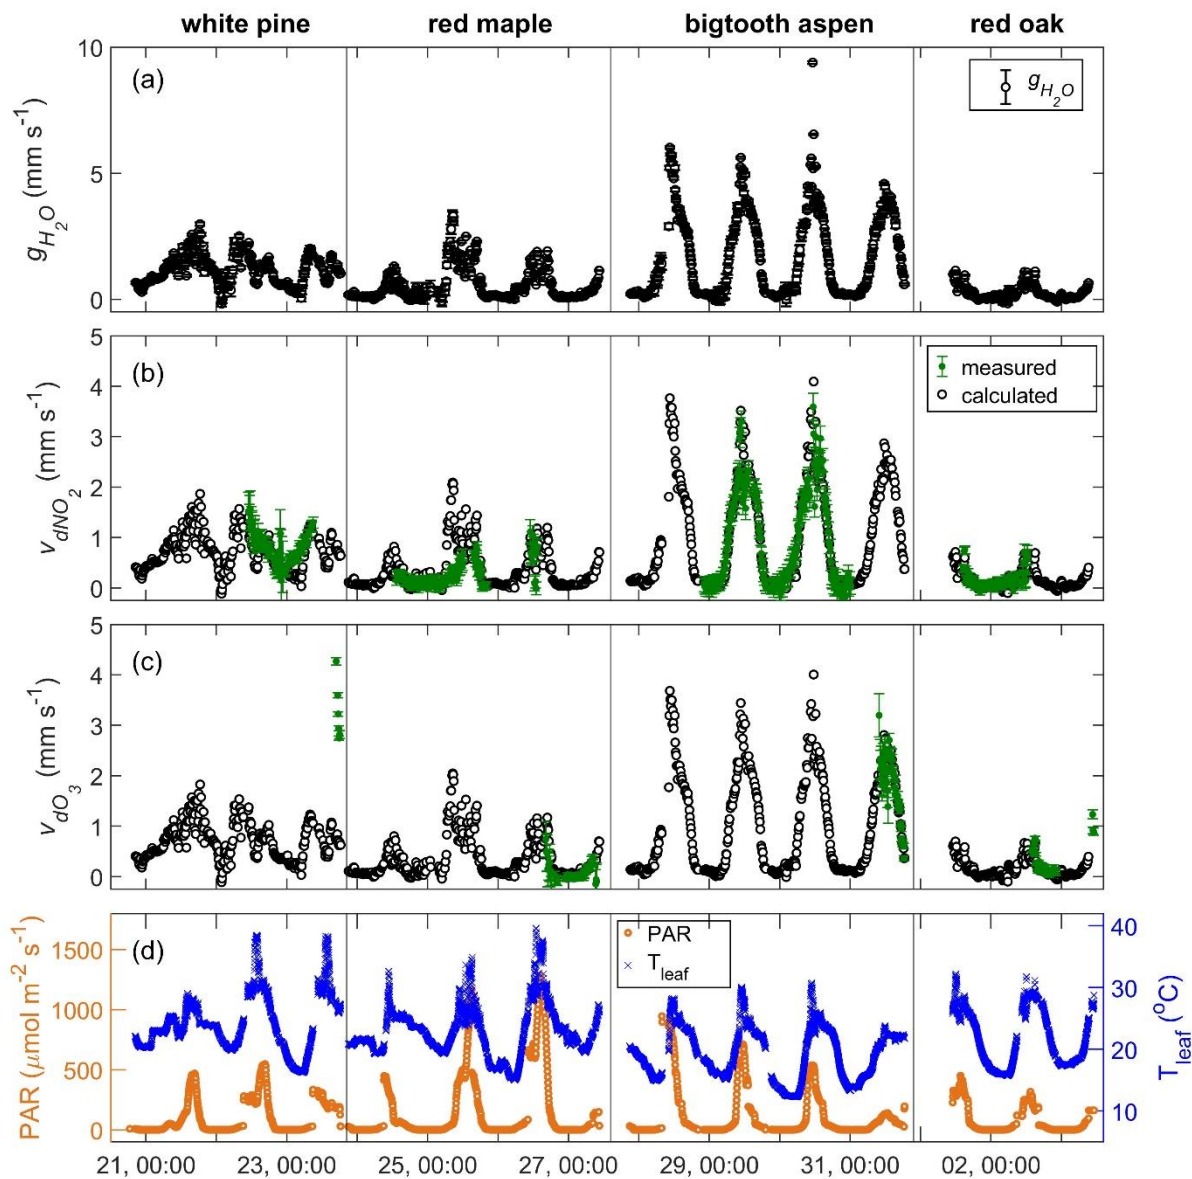 white pine red maple bigtooth aspen red oak
(a)
g_H₂O
g_H₂O (mm s⁻¹)
10
5
0
(b)
measured
calculated
v_dNO₂ (mm s⁻¹)
5
4
3
2
1
0
(c)
v_dO₃ (mm s⁻¹)
5
4
3
2
1
0
(d)
PAR
T_leaf
PAR (μmol m⁻² s⁻¹)
1500
1000
500
0
T_leaf (°C)
40
30
20
10
21, 00:00 23, 00:00 25, 00:00 27, 00:00 29, 00:00 31, 00:00 02, 00:00